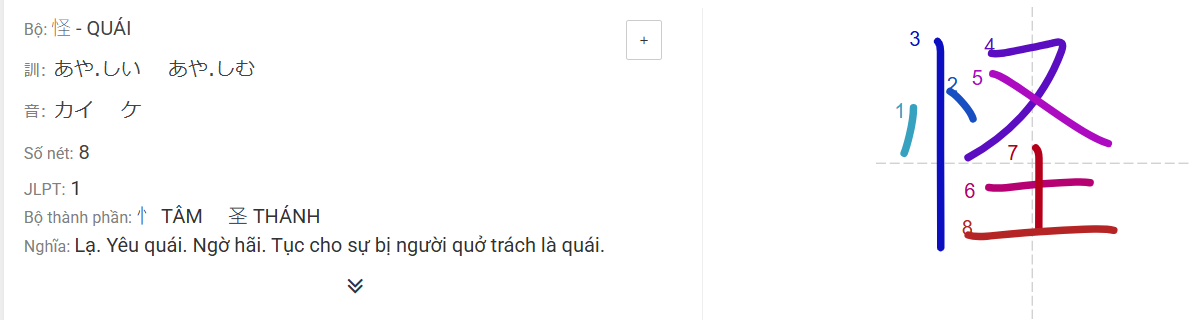 Bộ: 怪 - QUÁI
+
訓: あや.しい あや.しむ
音: カイ ケ
Số nét: 8
JLPT: 1
Bộ thành phần: 忄 TÂM 圣 THÁNH
Nghĩa: Lạ. Yêu quái. Ngờ hãi. Tục cho sự bị người quở trách là quái.
怪
1 2 3 4 5 6 7 8